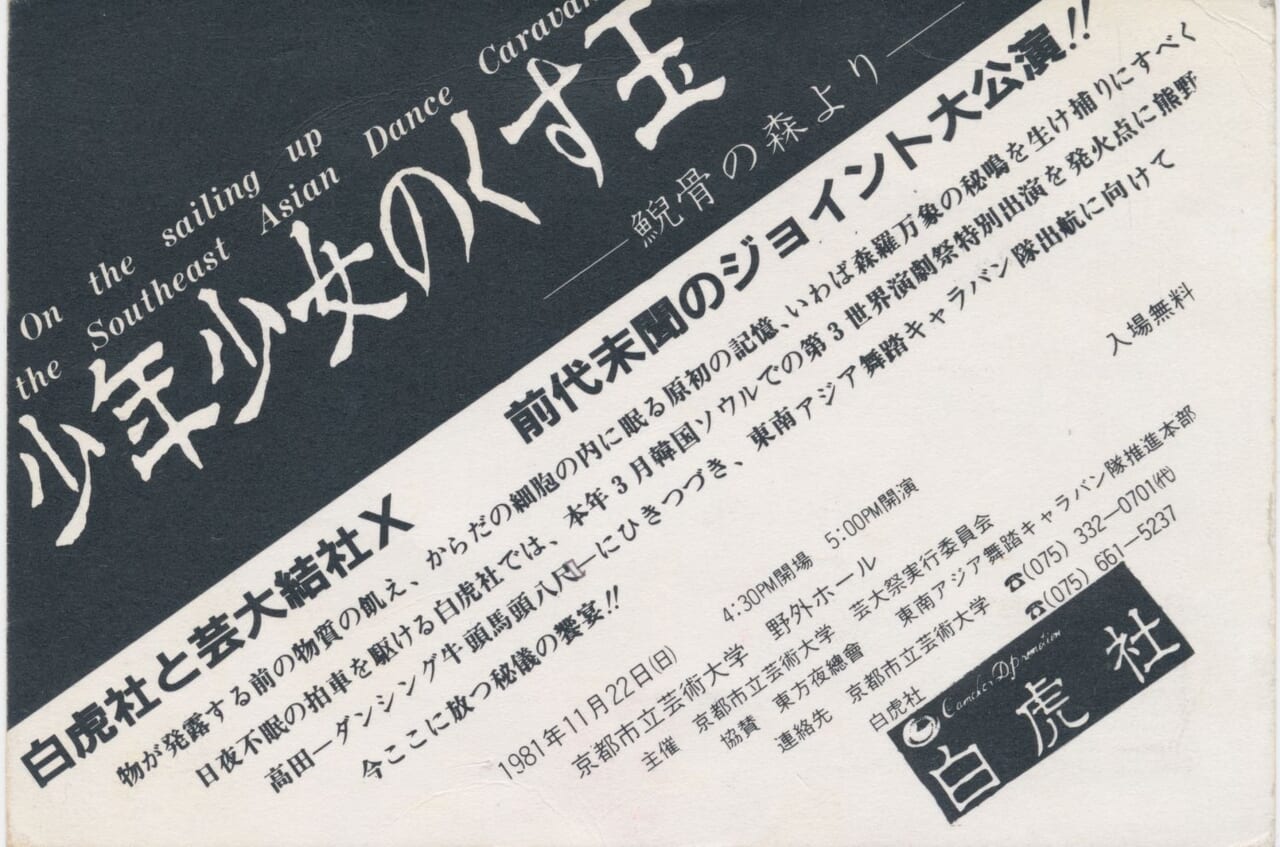 On the sailing up
the Southeast Asian Dance Caravan
少年少女のくす玉
——鯢骨の森より——
白虎社と芸大結社X 前代未聞のジョイント大公演!!
物が発露する前の物質の飢え、からだの細胞の内に眠る原初の記憶、いわば森羅万象の秘鳴を生け捕りにすべく
日夜不眠の拍車を駆ける白虎社では、本年3月韓国ソウルでの第3世界演劇祭特別出演を発火点に熊野
高田—ダンシング牛頭馬頭八尺—にひきつづき、東南アジア舞踏キャラバン隊出航に向けて
今ここに放つ秘儀の饗宴!!
入場無料
1981年11月22日(日) 4:30PM開場 5:00PM開演
京都市立芸術大学 野外ホール
主催 京都市立芸術大学 芸大祭実行委員会
協賛 東方夜總會 東南アジア舞踏キャラバン隊推進本部
連絡先 京都市立芸術大学 ☎(075) 332—0701(代)
白虎社 ☎(075) 661—5237
白虎社